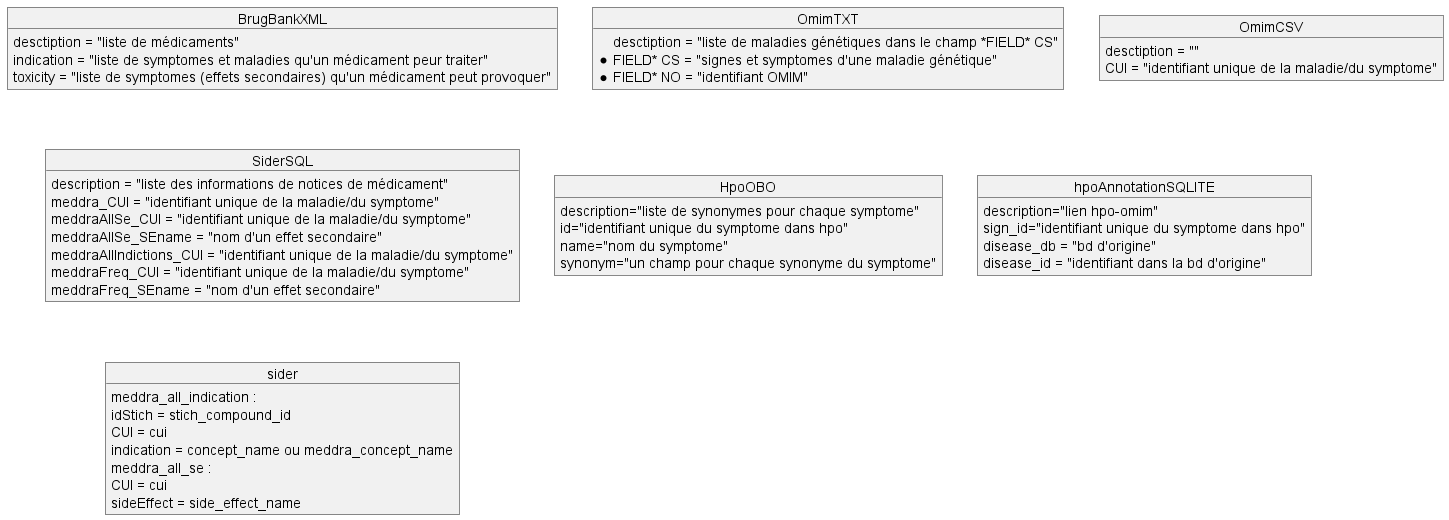 BrugBankXML
desctiption = "liste de médicaments"
indication = "liste de symptomes et maladies qu'un médicament peur traiter"
toxicity = "liste de symptomes (effets secondaires) qu'un médicament peut provoquer"
OmimTXT
desctiption = "liste de maladies génétiques dans le champ *FIELD* CS"
FIELD* CS = "signes et symptomes d'une maladie génétique"
FIELD* NO = "identifiant OMIM"
OmimCSV
desctiption = ""
CUI = "identifiant unique de la maladie/du symptome"
SiderSQL
description = "liste des informations de notices de médicament"
meddra_CUI = "identifiant unique de la maladie/du symptome"
meddraAllSe_CUI = "identifiant unique de la maladie/du symptome"
meddraAllSe_SEname = "nom d'un effet secondaire"
meddraAllIndictions_CUI = "identifiant unique de la maladie/du symptome"
meddraFreq_CUI = "identifiant unique de la maladie/du symptome"
meddraFreq_SEname = "nom d'un effet secondaire"
HpoOBO
description="liste de synonymes pour chaque symptome"
id="identifiant unique du symptome dans hpo"
name="nom du symptome"
synonym="un champ pour chaque synonyme du symptome"
hpoAnnotationSQLITE
description="lien hpo-omim"
sign_id="identifiant unique du symptome dans hpo"
disease_db = "bd d'origine"
disease_id = "identifiant dans la bd d'origine"
sider
meddra_all_indication :
idStich = stich_compound_id
CUI = cui
indication = concept_name ou meddra_concept_name
meddra_all_se :
CUI = cui
sideEffect = side_effect_name